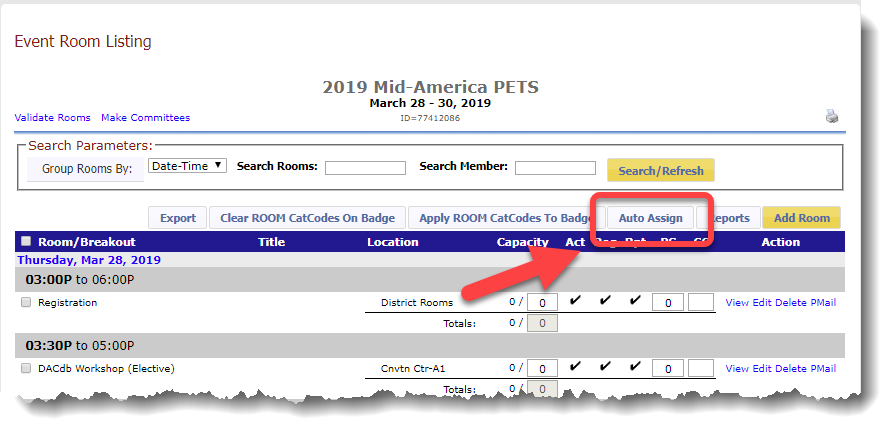 Event Room Listing
2019 Mid-America PETS
March 28 - 30, 2019
Validate Rooms Make Committees ID=77412086
Search Parameters:
Group Rooms By: Date-Time Search Rooms: Search Member: Search/Refresh
Export Clear ROOM CatCodes On Badge Apply ROOM CatCodes To Badge Auto Assign Reports Add Room
Room/Breakout Title Location Capacity Act Action
Thursday, Mar 28, 2019
03:00P to 06:00P
Registration District Rooms 0 / 0 ✔ ✔ ✔ 0 View Edit Delete PMail
Totals: 0 / 0
03:30P to 05:00P
DACdb Workshop (Elective) Cnvtn Ctr-A1 0 / 0 ✔ ✔ ✔ 0 View Edit Delete PMail
Totals: 0 / 0